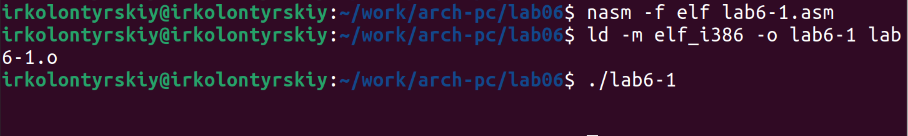 irkolontyrskiy@irkolontyrskiy:~/work/arch-pc/lab06$ nasm -f elf lab6-1.asm
irkolontyrskiy@irkolontyrskiy:~/work/arch-pc/lab06$ ld -m elf_i386 -o lab6-1 lab
6-1.o
irkolontyrskiy@irkolontyrskiy:~/work/arch-pc/lab06$ ./lab6-1